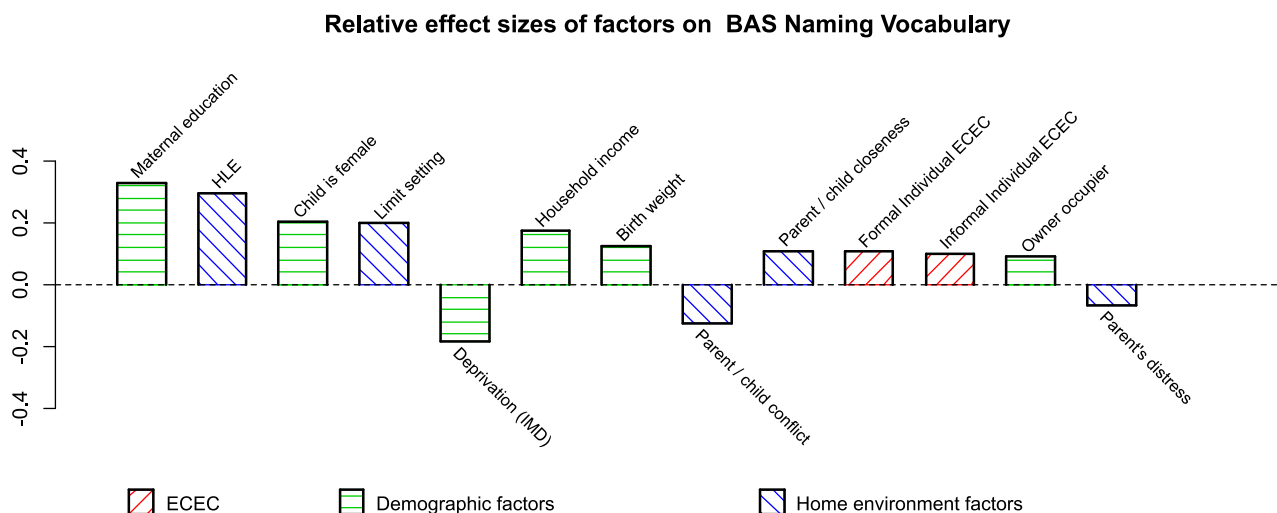 Relative effect sizes of factors on BAS Naming Vocabulary
0.4
0.2
0.0
-0.2
-0.4
Maternal education
HLE
Child is female
Limit setting
Deprivation (IMD)
Household income
Birth weight
Parent / child conflict
Parent / child closeness
Formal Individual ECEC
Informal Individual ECEC
Owner occupier
Parent's distress
ECEC
Demographic factors
Home environment factors